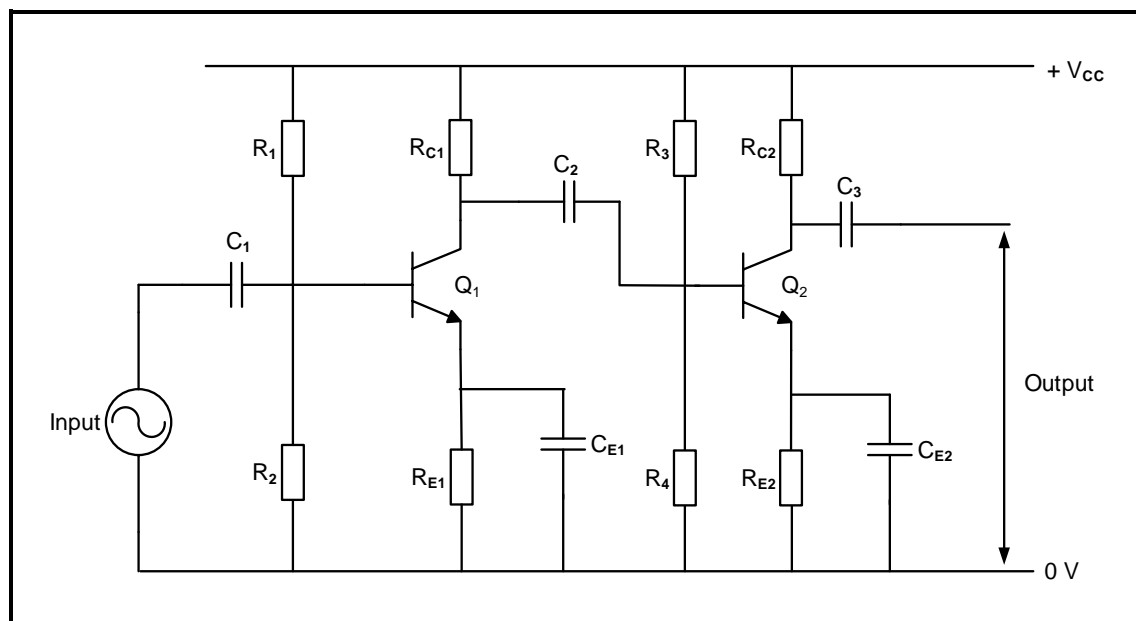 + VCC
R1
RC1
R3
RC2
C2
C3
C1
Q1
Q2
Input
Output
R2
RE1
CE1
R4
RE2
CE2
0 V